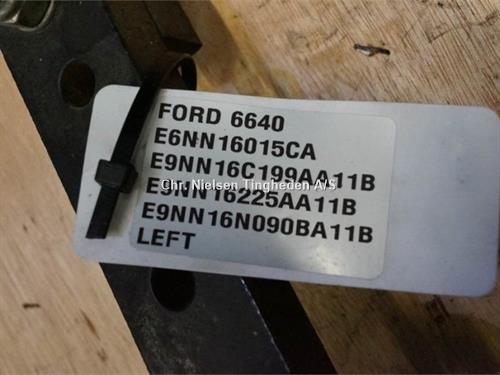 FORD 6640
E6NN16015CA
E9NN16C199AA11B
Chr. Nielsen Tingheden A/S
E9NN16225AA11B
E9NN16N090BA11B
LEFT